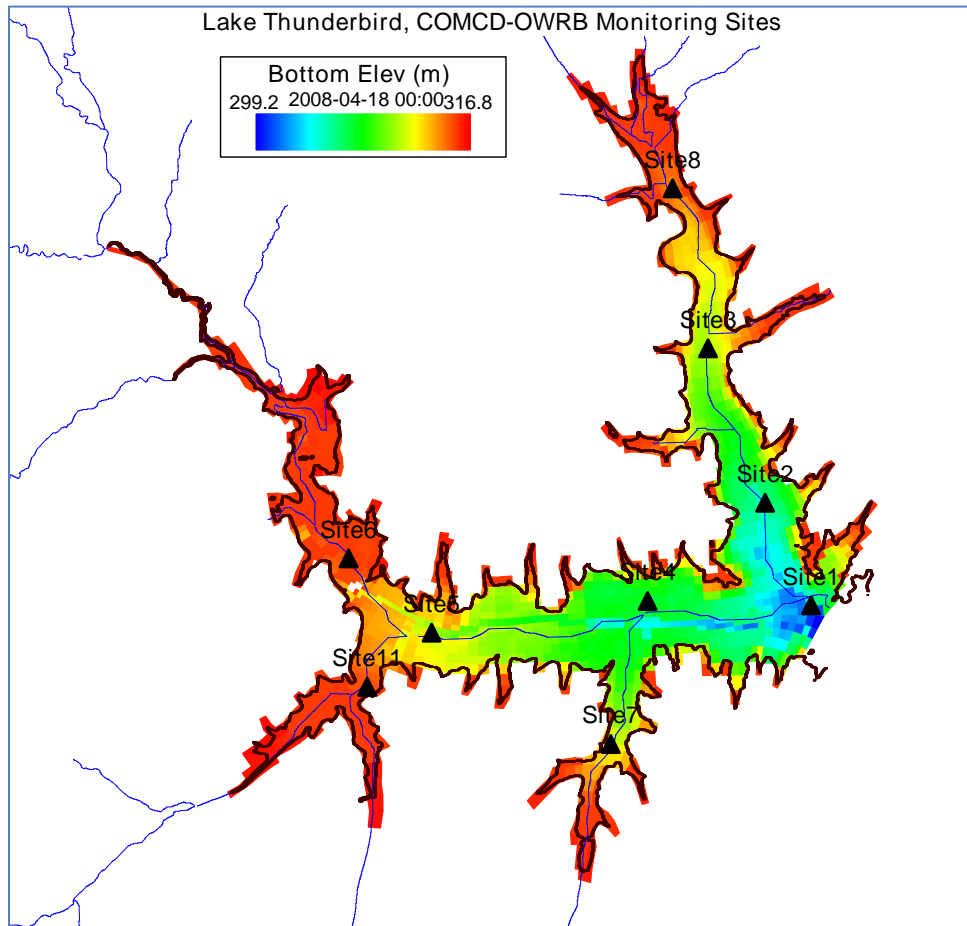 Lake Thunderbird, COMCD-OWRB Monitoring Sites
Bottom Elev (m)
299.2 2008-04-18 00:00 316.8
Site8
Site3
Site2
Site6
Site4
Site1
Site5
Site11
Site7